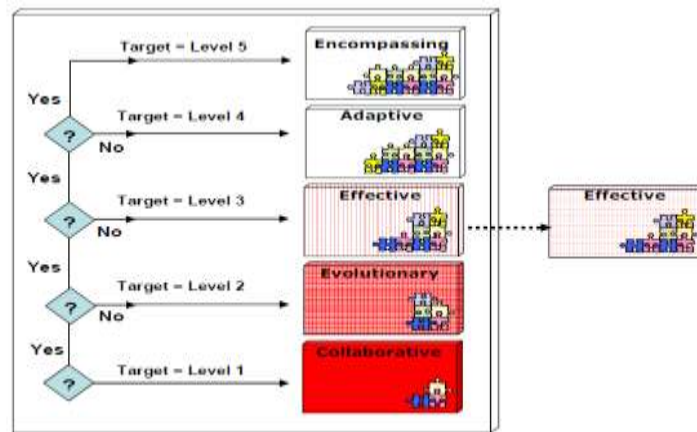 Target = Level 5
Encompassing
Yes
Target = Level 4
Adaptive
?
No
Yes
Target = Level 3
Effective
Effective
?
No
Yes
Target = Level 2
Evolutionary
?
No
Yes
Target = Level 1
Collaborative
?